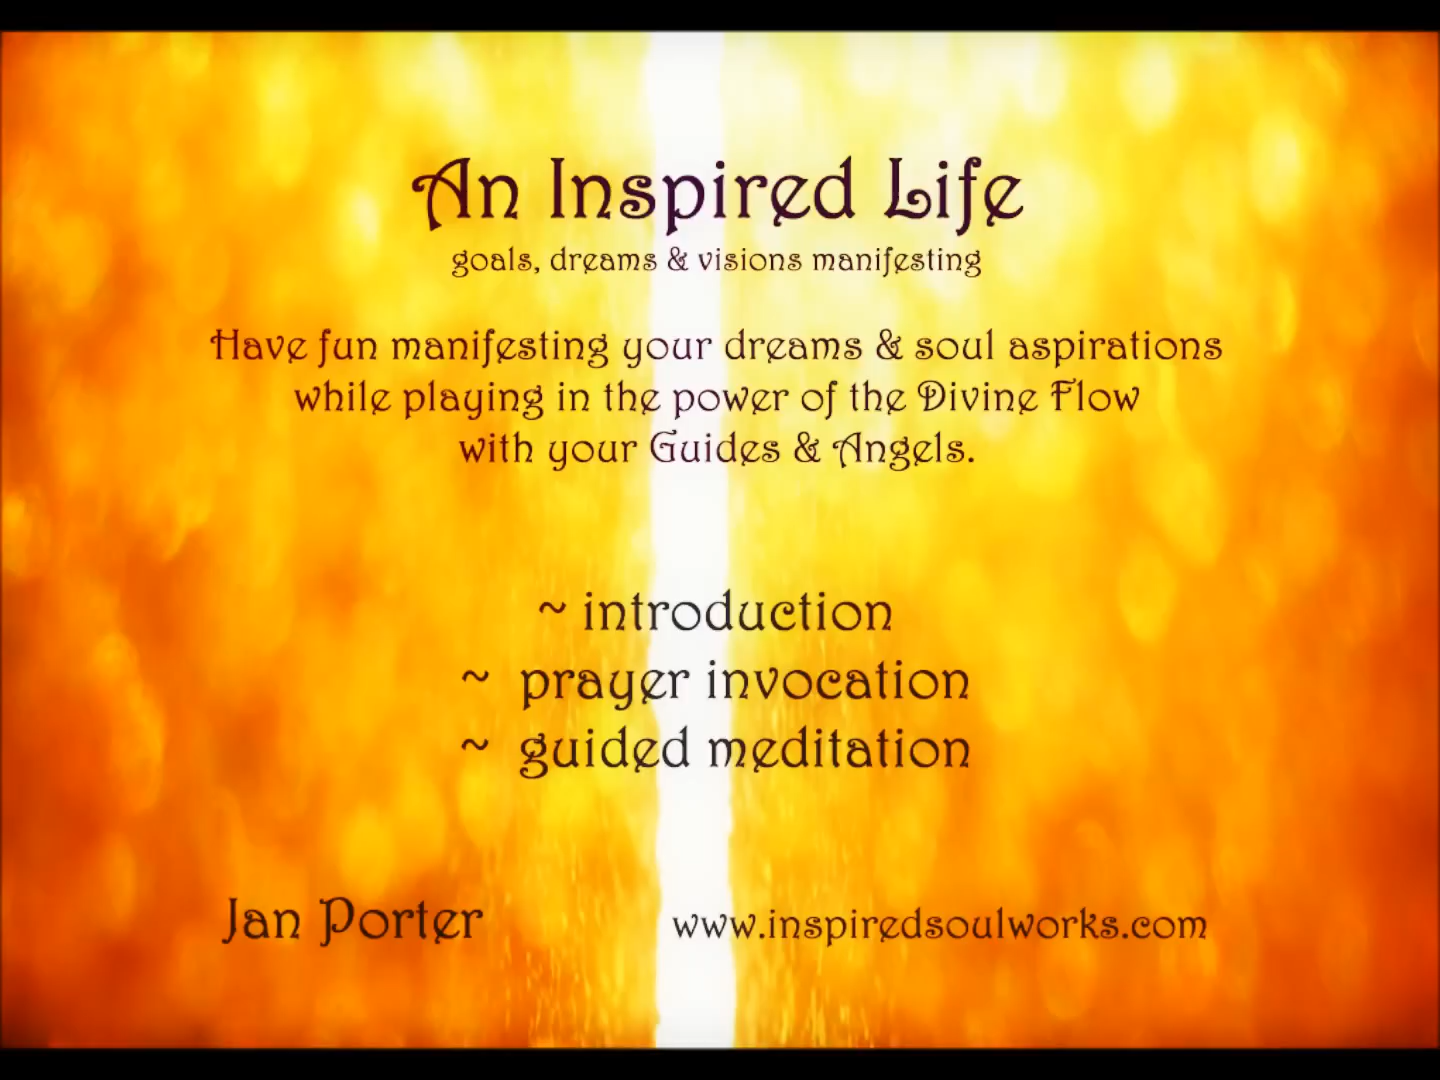 An Inspired Life
goals, dreams & visions manifesting
Have fun manifesting your dreams & soul aspirations
while playing in the power of the Divine Flow
with your Guides & Angels.
~ introduction
~ prayer invocation
~ guided meditation
Jan Porter
www.inspiredsoulworks.com